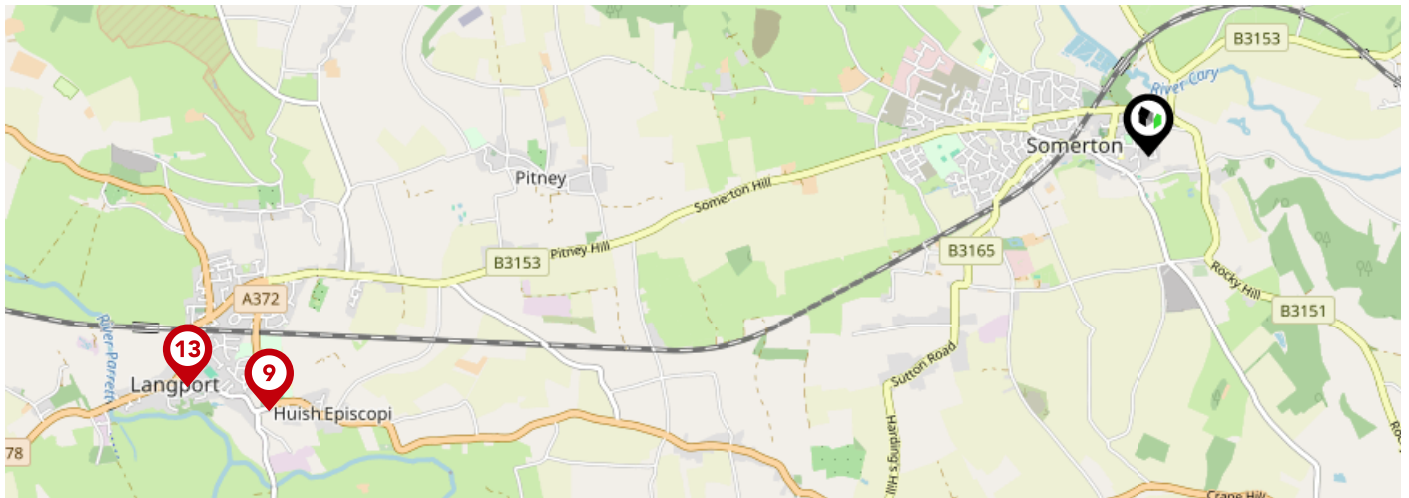 B3153
River Cary
Somerton
Pitney
Somerton Hill
Pitney Hill
B3153
B3165
Rocky Hill
A372
B3151
River Parrett
13
Langport
9
Sutton Road
Huish Episcopi
Harding's Hill
78
Crane Hill